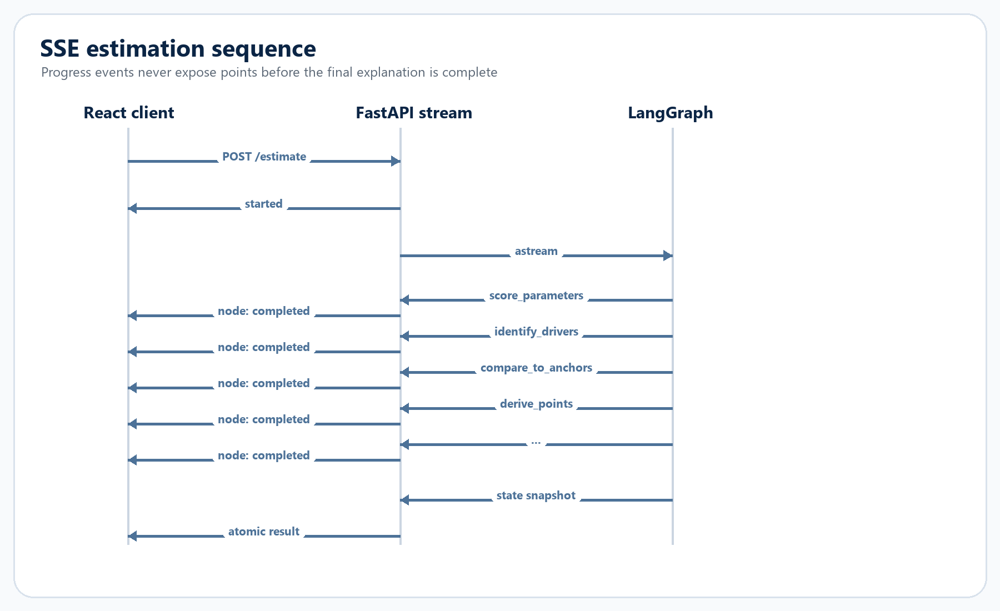 SSE estimation sequence
Progress events never expose points before the final explanation is complete
React client
FastAPI stream
LangGraph
POST /estimate
started
astream
score_parameters
node: completed
identify_drivers
node: completed
compare_to_anchors
node: completed
derive_points
node: completed
...
node: completed
state snapshot
atomic result